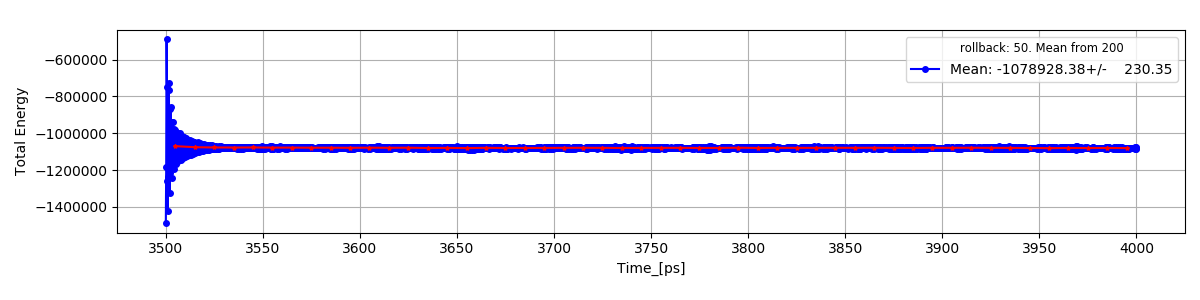 rollback: 50. Mean from 200
Mean: -1078928.38+/- 230.35
Total Energy
−600000
−800000
−1000000
−1200000
−1400000
3500 3550 3600 3650 3700 3750 3800 3850 3900 3950 4000
Time_[ps]